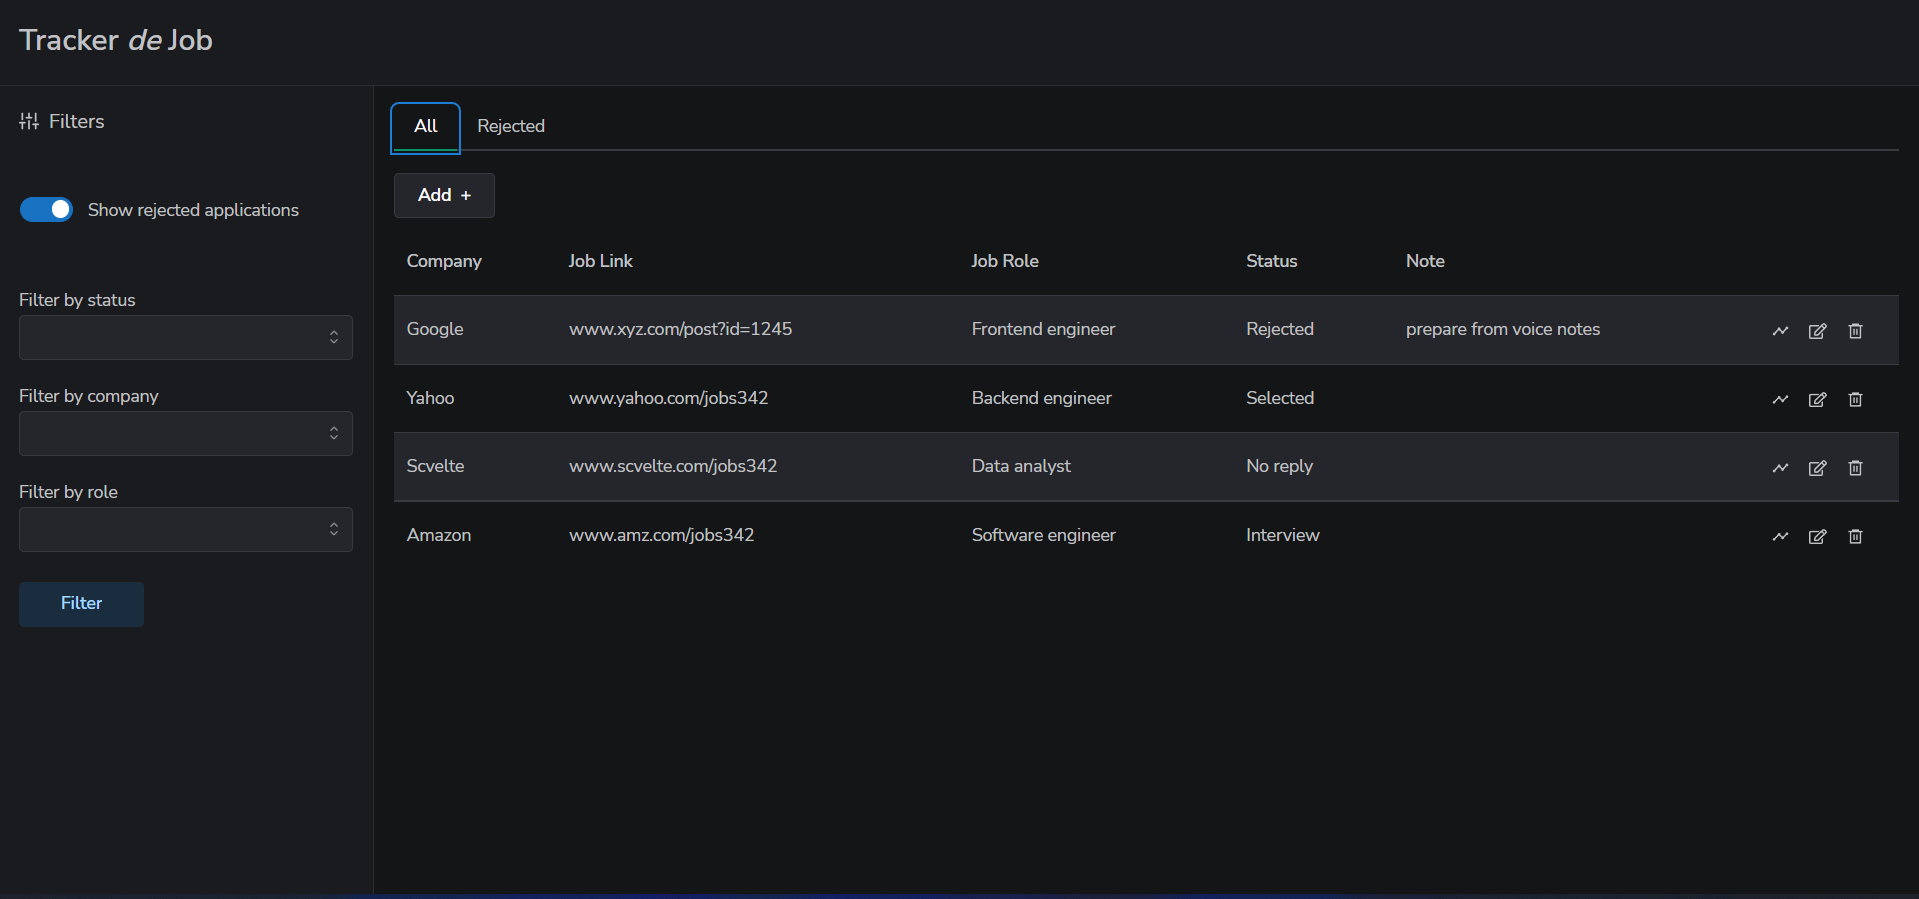 Tracker de Job
Filters
Show rejected applications
Filter by status
Filter by company
Filter by role
Filter
All Rejected
Add +
Company Job Link Job Role Status Note
Google www.xyz.com/post?id=1245 Frontend engineer Rejected prepare from voice notes
Yahoo www.yahoo.com/jobs342 Backend engineer Selected
Scvelte www.scvelte.com/jobs342 Data analyst No reply
Amazon www.amz.com/jobs342 Software engineer Interview